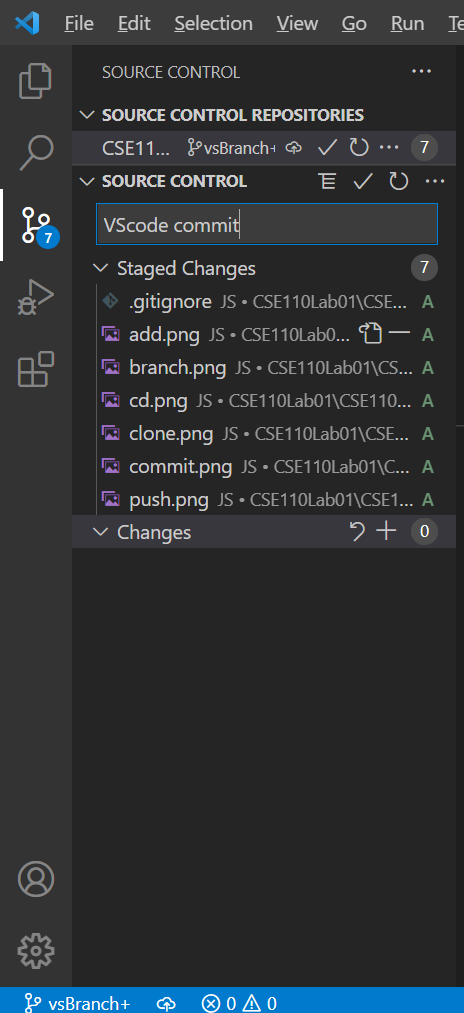 File Edit Selection View Go Run Te
SOURCE CONTROL
SOURCE CONTROL REPOSITORIES
CSE11... vsBranch+ 7
SOURCE CONTROL
7
VScode commit
Staged Changes 7
.gitignore JS • CSE110Lab01\CSE... A
add.png JS • CSE110Lab0... A
branch.png JS • CSE110Lab01\CS... A
cd.png JS • CSE110Lab01\CSE110... A
clone.png JS • CSE110Lab01\CSE... A
commit.png JS • CSE110Lab01\C... A
push.png JS • CSE110Lab01\CSE1... A
Changes 0
vsBranch+ 0 0